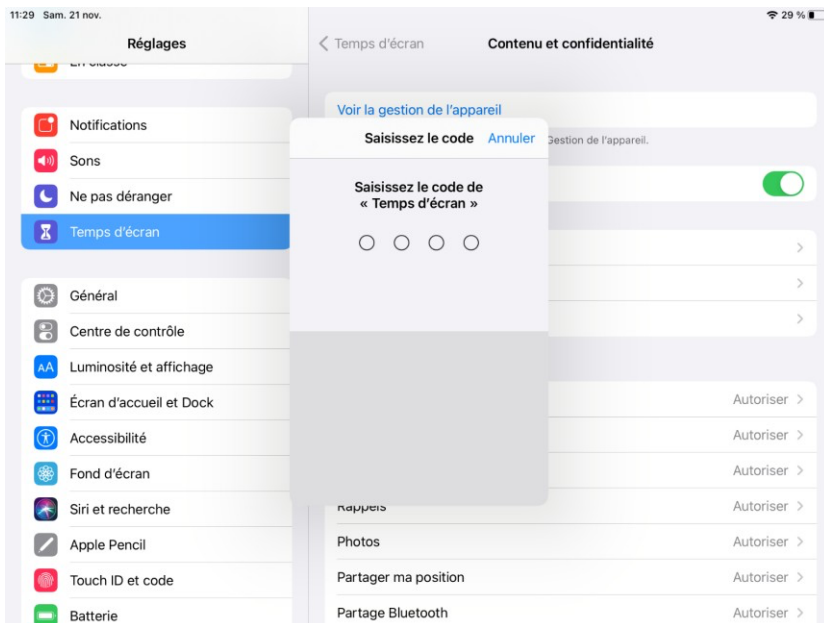 11:29 Sam. 21 nov.
29 %
Réglages
Temps d'écran
Contenu et confidentialité
En classe
Voir la gestion de l'appareil
Gestion de l'appareil.
Saisissez le code
Annuler
Saisissez le code de
« Temps d'écran »
Notifications
Sons
Ne pas déranger
Temps d'écran
Général
Centre de contrôle
AA
Luminosité et affichage
Écran d'accueil et Dock
Accessibilité
Fond d'écran
Siri et recherche
Apple Pencil
Touch ID et code
Batterie
Autoriser
Autoriser
Autoriser
Rappels
Autoriser
Photos
Autoriser
Partager ma position
Autoriser
Partage Bluetooth
Autoriser